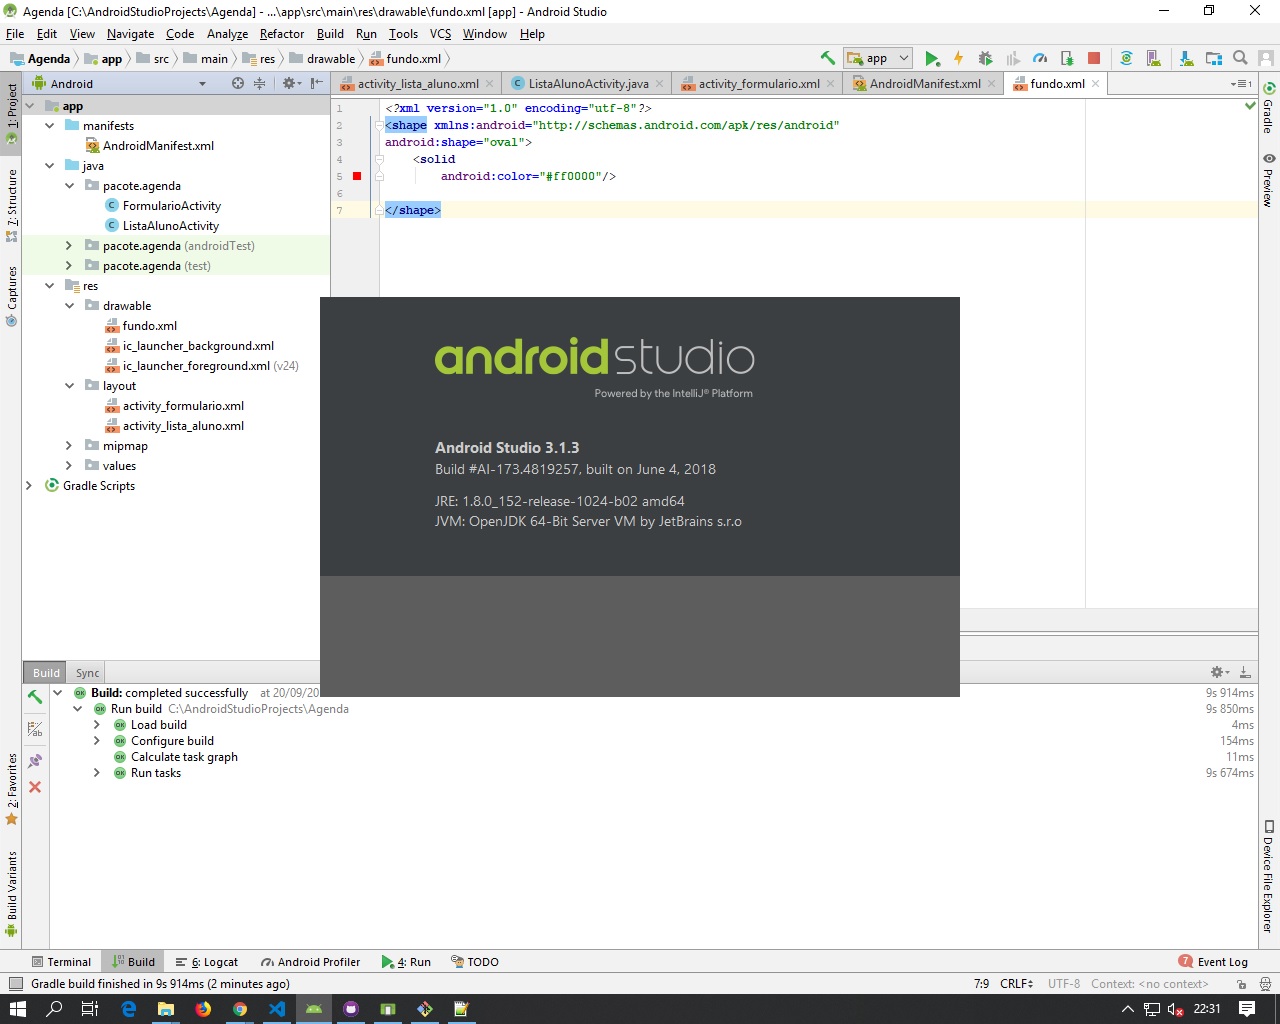 Agenda [C:\AndroidStudioProjects\Agenda] - ...\app\src\main\res\drawable\fundo.xml [app] - Android Studio
File Edit View Navigate Code Analyze Refactor Build Run Tools VCS Window Help
Agenda app src main res drawable fundo.xml
app
Android
activity_lista_aluno.xml ListaAlunoActivity.java activity_formulario.xml AndroidManifest.xml fundo.xml
1: Project
7: Structure
Captures
2: Favorites
Build Variants
app
manifests
AndroidManifest.xml
java
pacote.agenda
FormularioActivity
ListaAlunoActivity
pacote.agenda (androidTest)
pacote.agenda (test)
res
drawable
fundo.xml
ic_launcher_background.xml
ic_launcher_foreground.xml (v24)
layout
activity_formulario.xml
activity_lista_aluno.xml
mipmap
values
Gradle Scripts
1 <?xml version="1.0" encoding="utf-8"?>
2 <shape xmlns:android="http://schemas.android.com/apk/res/android"
3 android:shape="oval">
4 <solid
5 android:color="#ff0000"/>
6
7 </shape>
Gradle
Preview
Device File Explorer
androidstudio
Powered by the IntelliJ® Platform
Android Studio 3.1.3
Build #AI-173.4819257, built on June 4, 2018
JRE: 1.8.0_152-release-1024-b02 amd64
JVM: OpenJDK 64-Bit Server VM by JetBrains s.r.o
Build Sync
Build: completed successfully at 20/09/20 9s 914ms
Run build C:\AndroidStudioProjects\Agenda 9s 850ms
Load build 4ms
Configure build 154ms
Calculate task graph 11ms
Run tasks 9s 674ms
Terminal Build 6: Logcat Android Profiler 4: Run TODO 7 Event Log
Gradle build finished in 9s 914ms (2 minutes ago) 7:9 CRLF UTF-8 Context: <no context>
22:31